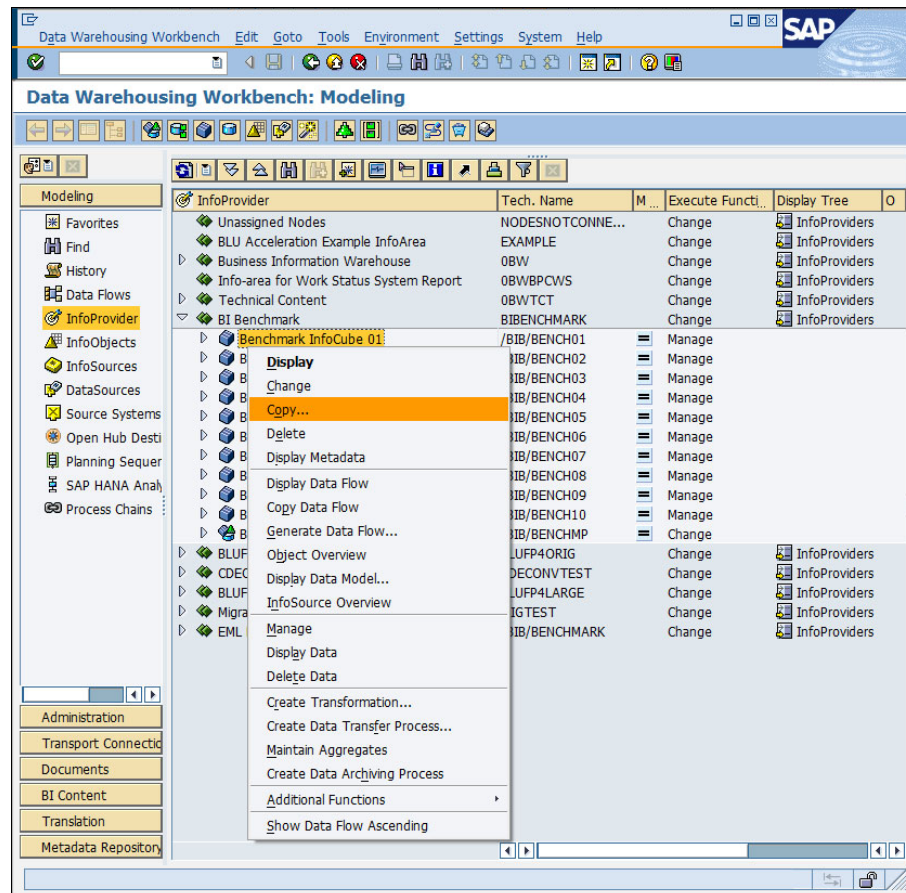 Data Warehousing Workbench Edit Goto Tools Environment Settings System Help
SAP
Data Warehousing Workbench: Modeling
Modeling
Favorites
Find
History
Data Flows
InfoProvider
InfoObjects
InfoSources
DataSources
Source Systems
Open Hub Desti
Planning Sequer
SAP HANA Analy
Process Chains
Administration
Transport Connectio
Documents
BI Content
Translation
Metadata Repository
InfoProvider Tech. Name M... Execute Functi... Display Tree O
Unassigned Nodes NODESNOTCONNE... Change InfoProviders
BLU Acceleration Example InfoArea EXAMPLE Change InfoProviders
Business Information Warehouse 0BW Change InfoProviders
Info-area for Work Status System Report 0BWBPCWS Change InfoProviders
Technical Content 0BWTCT Change InfoProviders
BI Benchmark BIBENCHMARK Change InfoProviders
Benchmark InfoCube 01 /BIB/BENCH01 = Manage
B BIB/BENCH02 = Manage
B BIB/BENCH03 = Manage
B BIB/BENCH04 = Manage
B BIB/BENCH05 = Manage
B BIB/BENCH06 = Manage
B BIB/BENCH07 = Manage
B BIB/BENCH08 = Manage
B BIB/BENCH09 = Manage
B BIB/BENCH10 = Manage
B BIB/BENCHMP = Change
BLUF LUFP4ORIG Change InfoProviders
CDEC DECONVTEST Change InfoProviders
BLUF LUFP4LARGE Change InfoProviders
Migra IGTEST Change InfoProviders
EML BIB/BENCHMARK Change InfoProviders
Display
Change
Copy...
Delete
Display Metadata
Display Data Flow
Copy Data Flow
Generate Data Flow...
Object Overview
Display Data Model...
InfoSource Overview
Manage
Display Data
Delete Data
Create Transformation...
Create Data Transfer Process...
Maintain Aggregates
Create Data Archiving Process
Additional Functions
Show Data Flow Ascending